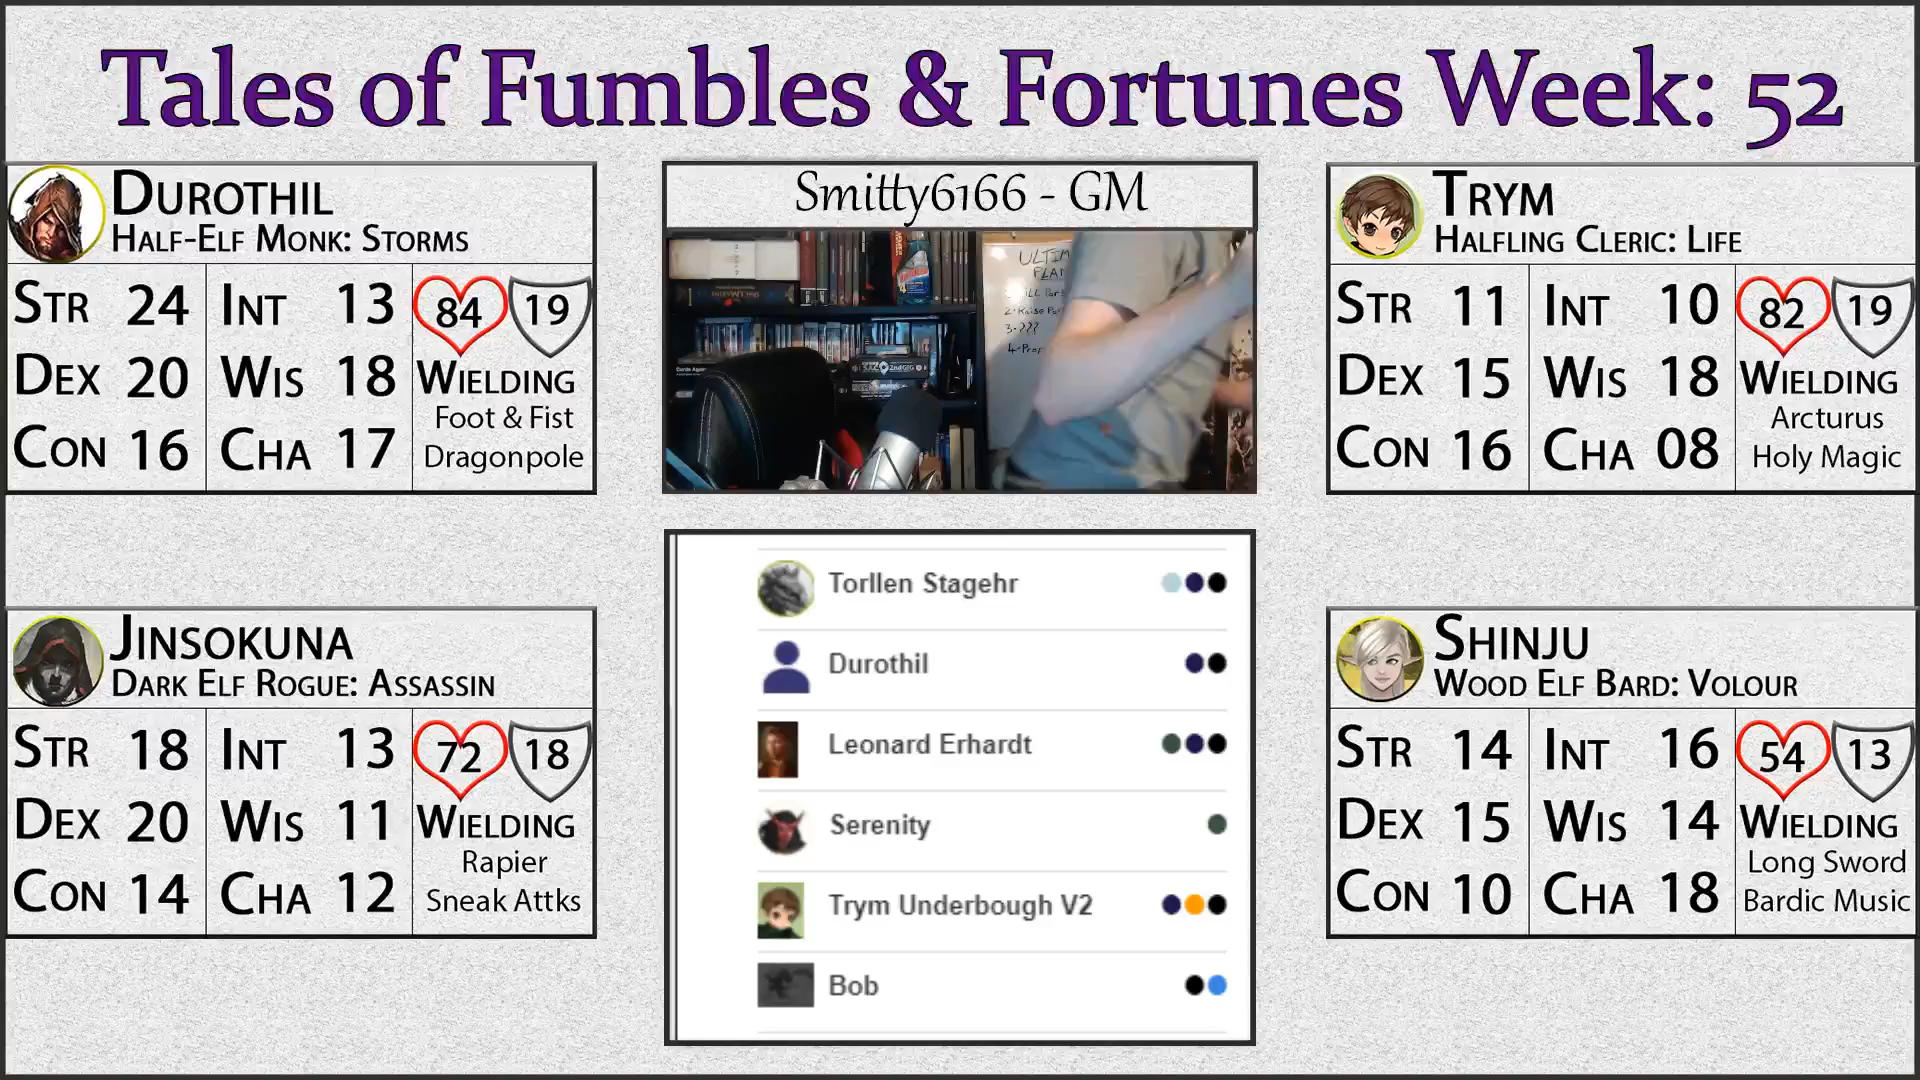 Tales of Fumbles & Fortunes Week: 52
Durothil
Half-Elf Monk: Storms
Str 24
Int 13
84
19
Dex 20
Wis 18
Wielding
Foot & Fist
Con 16
Cha 17
Dragonpole
Smitty6166 - GM
ULTIM
PLAN
3-???
4-Prof
Trym
Halfling Cleric: Life
Str 11
Int 10
82
19
Dex 15
Wis 18
Wielding
Arcturus
Con 16
Cha 08
Holy Magic
Jinsokuna
Dark Elf Rogue: Assassin
Str 18
Int 13
72
18
Dex 20
Wis 11
Wielding
Rapier
Con 14
Cha 12
Sneak Attks
Torllen Stagehr
Durothil
Leonard Erhardt
Serenity
Trym Underbough V2
Bob
Shinju
Wood Elf Bard: Volour
Str 14
Int 16
54
13
Dex 15
Wis 14
Wielding
Long Sword
Con 10
Cha 18
Bardic Music